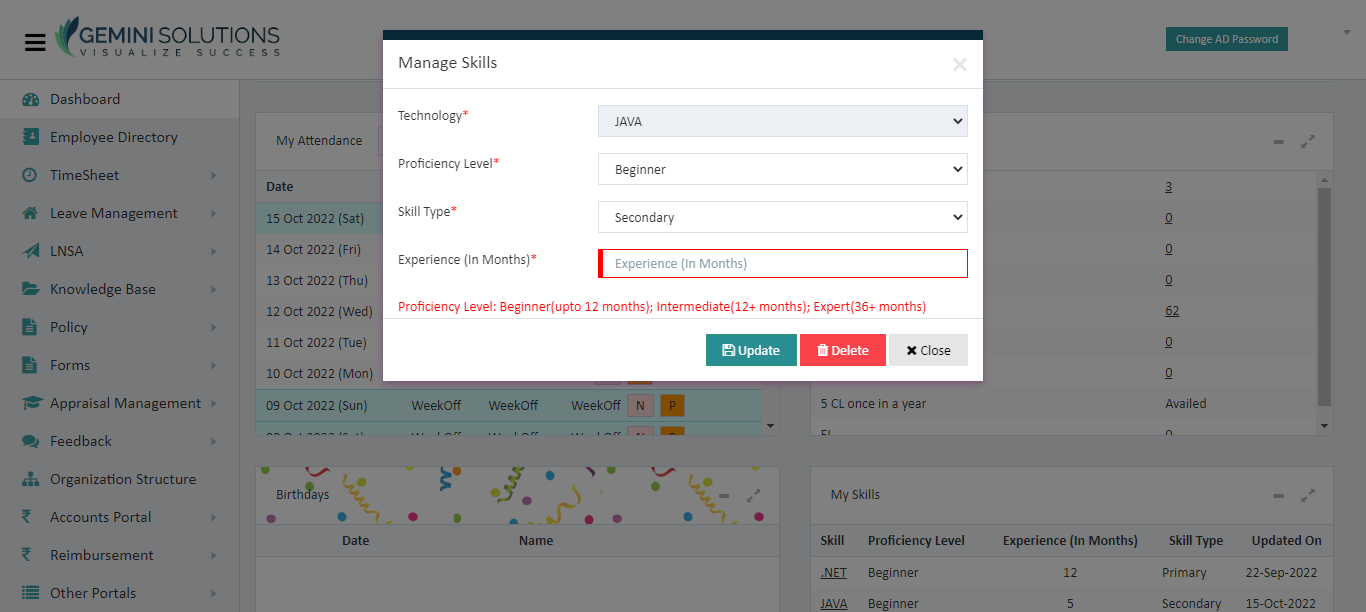 GEMINI SOLUTIONS
VISUALIZE SUCCESS
Change AD Password
Dashboard
Employee Directory
TimeSheet
Leave Management
LNSA
Knowledge Base
Policy
Forms
Appraisal Management
Feedback
Organization Structure
Accounts Portal
Reimbursement
Other Portals
Manage Skills
×
Technology*
JAVA
Proficiency Level*
Beginner
Skill Type*
Secondary
Experience (In Months)*
Experience (In Months)
Proficiency Level: Beginner(upto 12 months); Intermediate(12+ months); Expert(36+ months)
Update
Delete
Close
My Attendance
Date
15 Oct 2022 (Sat)
14 Oct 2022 (Fri)
13 Oct 2022 (Thu)
12 Oct 2022 (Wed)
11 Oct 2022 (Tue)
10 Oct 2022 (Mon)
09 Oct 2022 (Sun) WeekOff WeekOff WeekOff N P
3
0
0
0
62
0
0
5 CL once in a year Availed
Birthdays
Date Name
My Skills
Skill Proficiency Level Experience (In Months) Skill Type Updated On
.NET Beginner 12 Primary 22-Sep-2022
JAVA Beginner 5 Secondary 15-Oct-2022